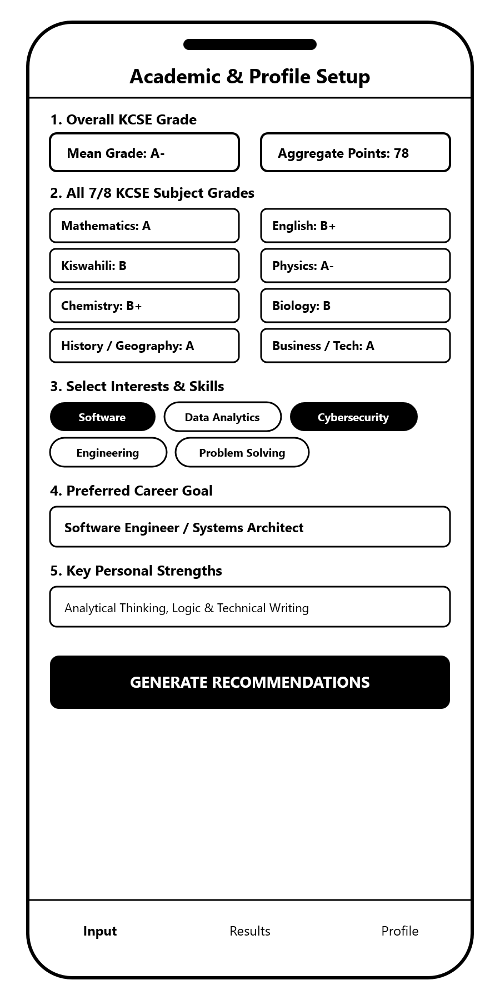 Academic & Profile Setup
1. Overall KCSE Grade
Mean Grade: A-
Aggregate Points: 78
2. All 7/8 KCSE Subject Grades
Mathematics: A
English: B+
Kiswahili: B
Physics: A-
Chemistry: B+
Biology: B
History / Geography: A
Business / Tech: A
3. Select Interests & Skills
Software
Data Analytics
Cybersecurity
Engineering
Problem Solving
4. Preferred Career Goal
Software Engineer / Systems Architect
5. Key Personal Strengths
Analytical Thinking, Logic & Technical Writing
GENERATE RECOMMENDATIONS
Input
Results
Profile